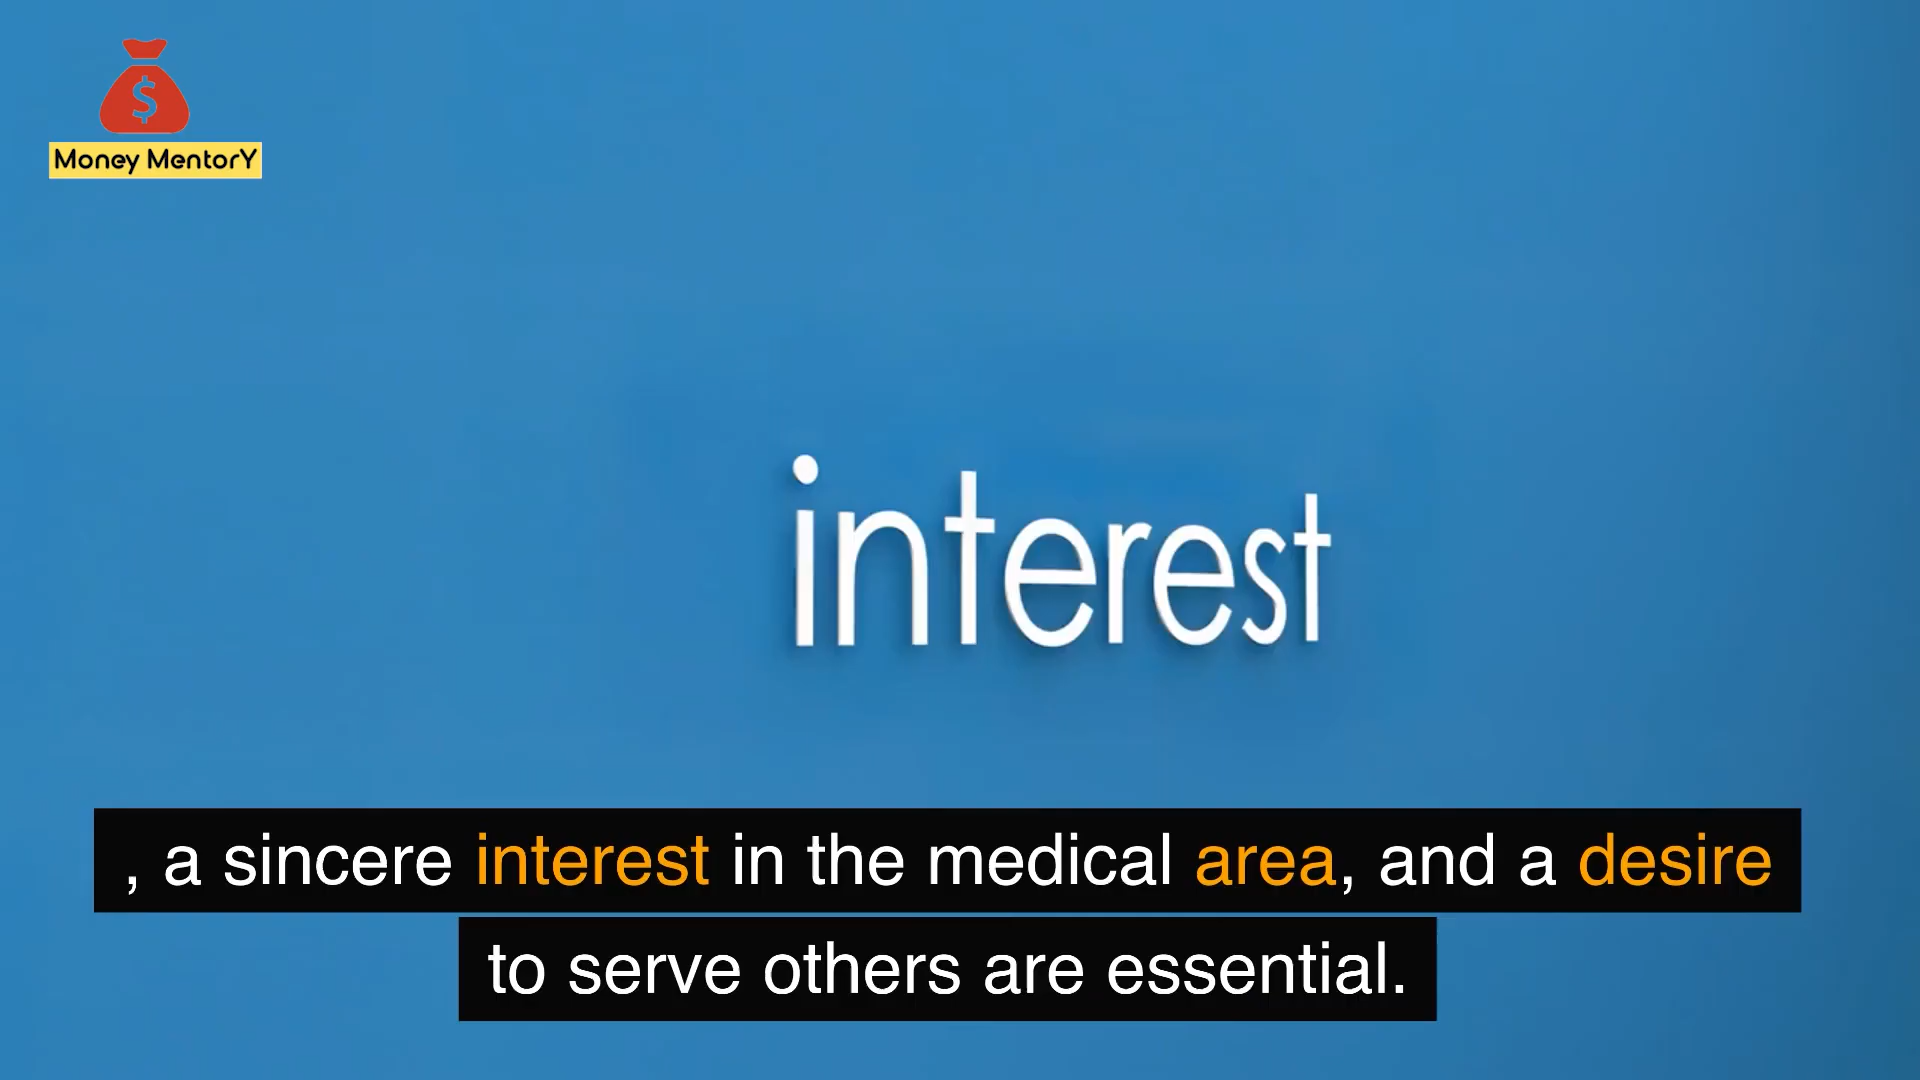 $
Money MentorY
interest
, a sincere interest in the medical area, and a desire
to serve others are essential.